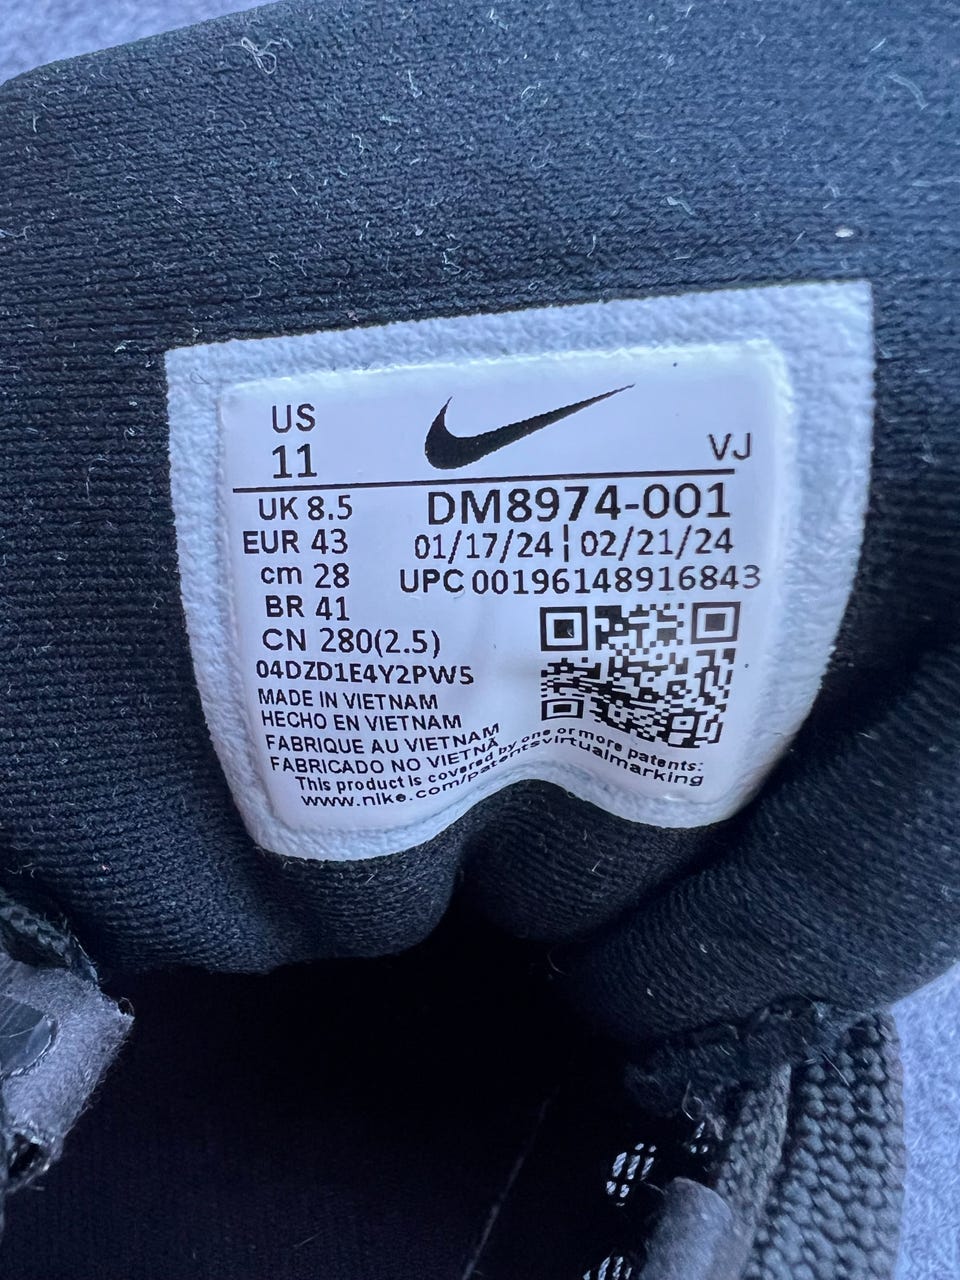 US
11
VJ
UK 8.5
DM8974-001
EUR 43
01/17/24 | 02/21/24
cm 28
UPC 00196148916843
BR 41
CN 280(2.5)
04DZD1E4Y2PW5
MADE IN VIETNAM
HECHO EN VIETNAM
FABRIQUE AU VIETNAM
FABRICADO NO VIETNÃ
This product is covered by one or more patents:
www.nike.com/patentsvirtualmarking